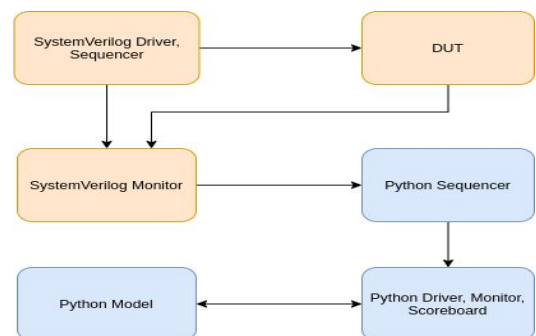 SystemVerilog Driver,
Sequencer
DUT
SystemVerilog Monitor
Python Sequencer
Python Model
Python Driver, Monitor,
Scoreboard